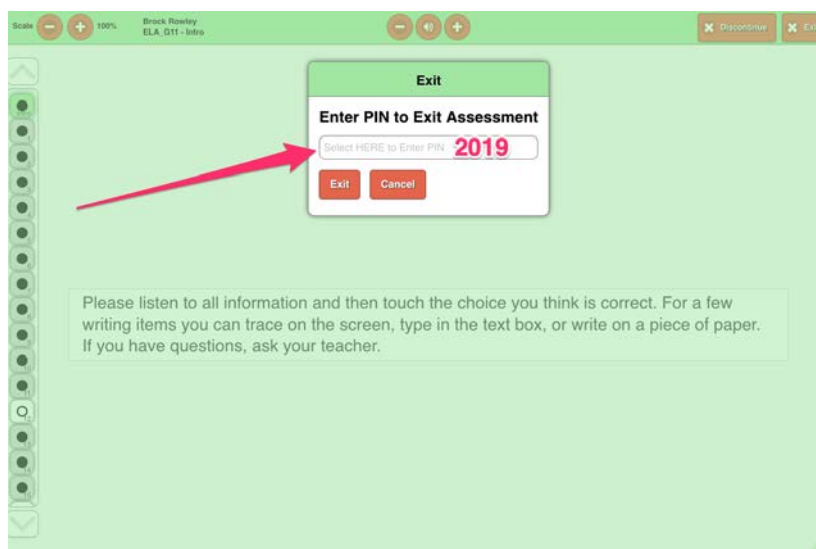 Scale
100%
Brock Rowley
ELA_G11 - Intro
Discontinue
Exit
Enter PIN to Exit Assessment
Select HERE to Enter PIN
2019
Exit
Cancel
Please listen to all information and then touch the choice you think is correct. For a few
writing items you can trace on the screen, type in the text box, or write on a piece of paper.
If you have questions, ask your teacher.